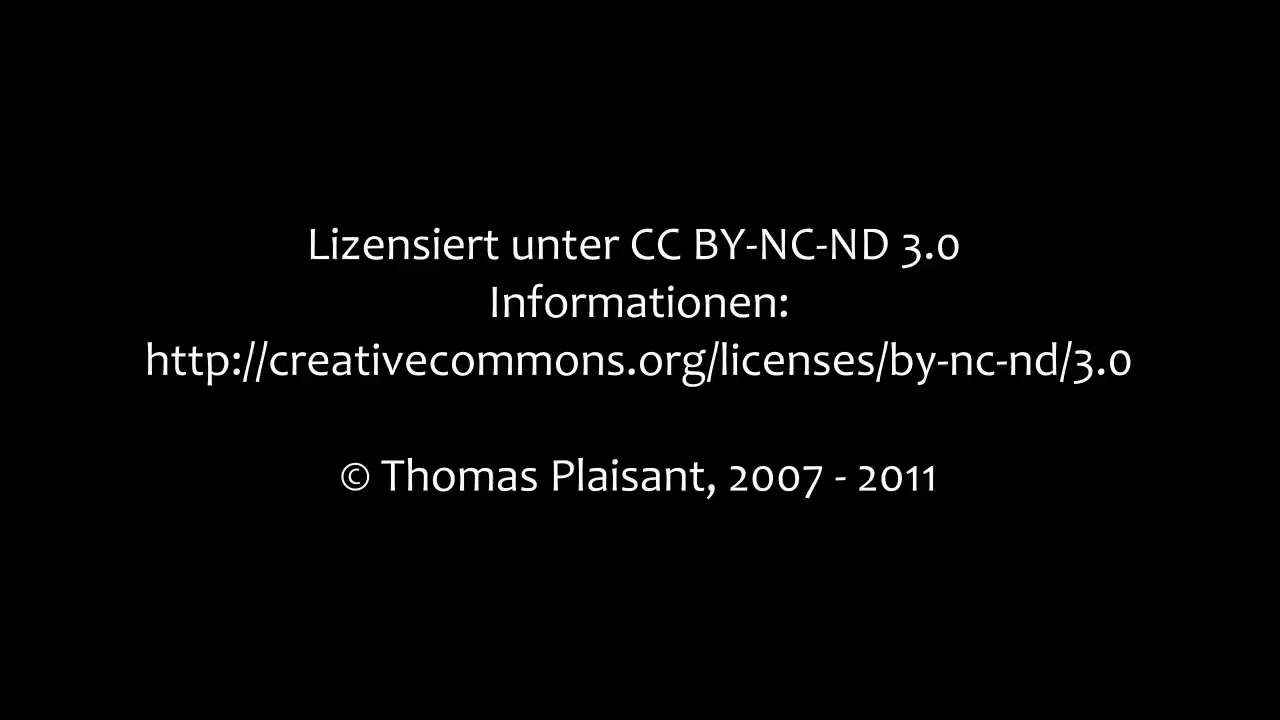 Lizensiert unter CC BY-NC-ND 3.0
Informationen:
http://creativecommons.org/licenses/by-nc-nd/3.0
© Thomas Plaisant, 2007 - 2011